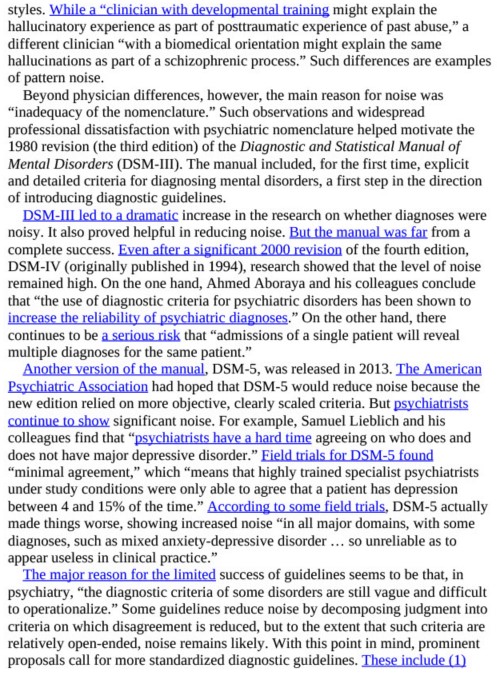 styles. While a “clinician with developmental training might explain the
hallucinatory experience as part of posttraumatic experience of past abuse,” a
different clinician “with a biomedical orientation might explain the same
hallucinations as part of a schizophrenic process.” Such differences are examples
of pattern noise.
Beyond physician differences, however, the main reason for noise was
“inadequacy of the nomenclature.” Such observations and widespread
professional dissatisfaction with psychiatric nomenclature helped motivate the
1980 revision (the third edition) of the Diagnostic and Statistical Manual of
Mental Disorders (DSM-III). The manual included, for the first time, explicit
and detailed criteria for diagnosing mental disorders, a first step in the direction
of introducing diagnostic guidelines.
DSM-III led to a dramatic increase in the research on whether diagnoses were
noisy. It also proved helpful in reducing noise. But the manual was far from a
complete success. Even after a significant 2000 revision of the fourth edition,
DSM-IV (originally published in 1994), research showed that the level of noise
remained high. On the one hand, Ahmed Aboraya and his colleagues conclude
that “the use of diagnostic criteria for psychiatric disorders has been shown to
increase the reliability of psychiatric diagnoses.” On the other hand, there
continues to be a serious risk that “admissions of a single patient will reveal
multiple diagnoses for the same patient.”
Another version of the manual, DSM-5, was released in 2013. The American
Psychiatric Association had hoped that DSM-5 would reduce noise because the
new edition relied on more objective, clearly scaled criteria. But psychiatrists
continue to show significant noise. For example, Samuel Lieblich and his
colleagues find that “psychiatrists have a hard time agreeing on who does and
does not have major depressive disorder.” Field trials for DSM-5 found
“minimal agreement,” which “means that highly trained specialist psychiatrists
under study conditions were only able to agree that a patient has depression
between 4 and 15% of the time.” According to some field trials, DSM-5 actually
made things worse, showing increased noise “in all major domains, with some
diagnoses, such as mixed anxiety-depressive disorder … so unreliable as to
appear useless in clinical practice.”
The major reason for the limited success of guidelines seems to be that, in
psychiatry, “the diagnostic criteria of some disorders are still vague and difficult
to operationalize.” Some guidelines reduce noise by decomposing judgment into
criteria on which disagreement is reduced, but to the extent that such criteria are
relatively open-ended, noise remains likely. With this point in mind, prominent
proposals call for more standardized diagnostic guidelines. These include (1)